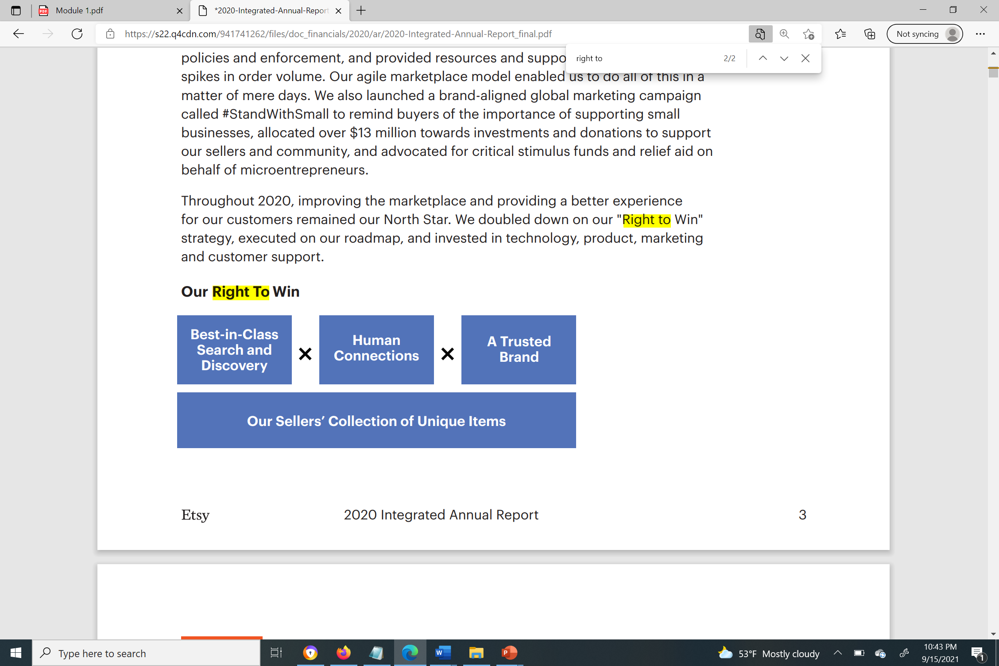 Module 1.pdf
*2020-Integrated-Annual-Report
https://s22.q4cdn.com/941741262/files/doc_financials/2020/ar/2020-Integrated-Annual-Report_final.pdf
Not syncing
right to
2/2
policies and enforcement, and provided resources and suppo
spikes in order volume. Our agile marketplace model enabled us to do all of this in a
matter of mere days. We also launched a brand-aligned global marketing campaign
called #StandWithSmall to remind buyers of the importance of supporting small
businesses, allocated over $13 million towards investments and donations to support
our sellers and community, and advocated for critical stimulus funds and relief aid on
behalf of microentrepreneurs.
Throughout 2020, improving the marketplace and providing a better experience
for our customers remained our North Star. We doubled down on our "Right to Win"
strategy, executed on our roadmap, and invested in technology, product, marketing
and customer support.
Our Right To Win
Best-in-Class
Search and
Discovery
Human
Connections
A Trusted
Brand
Our Sellers’ Collection of Unique Items
Etsy
2020 Integrated Annual Report
3
Type here to search
53°F Mostly cloudy
10:43 PM
9/15/2021
1